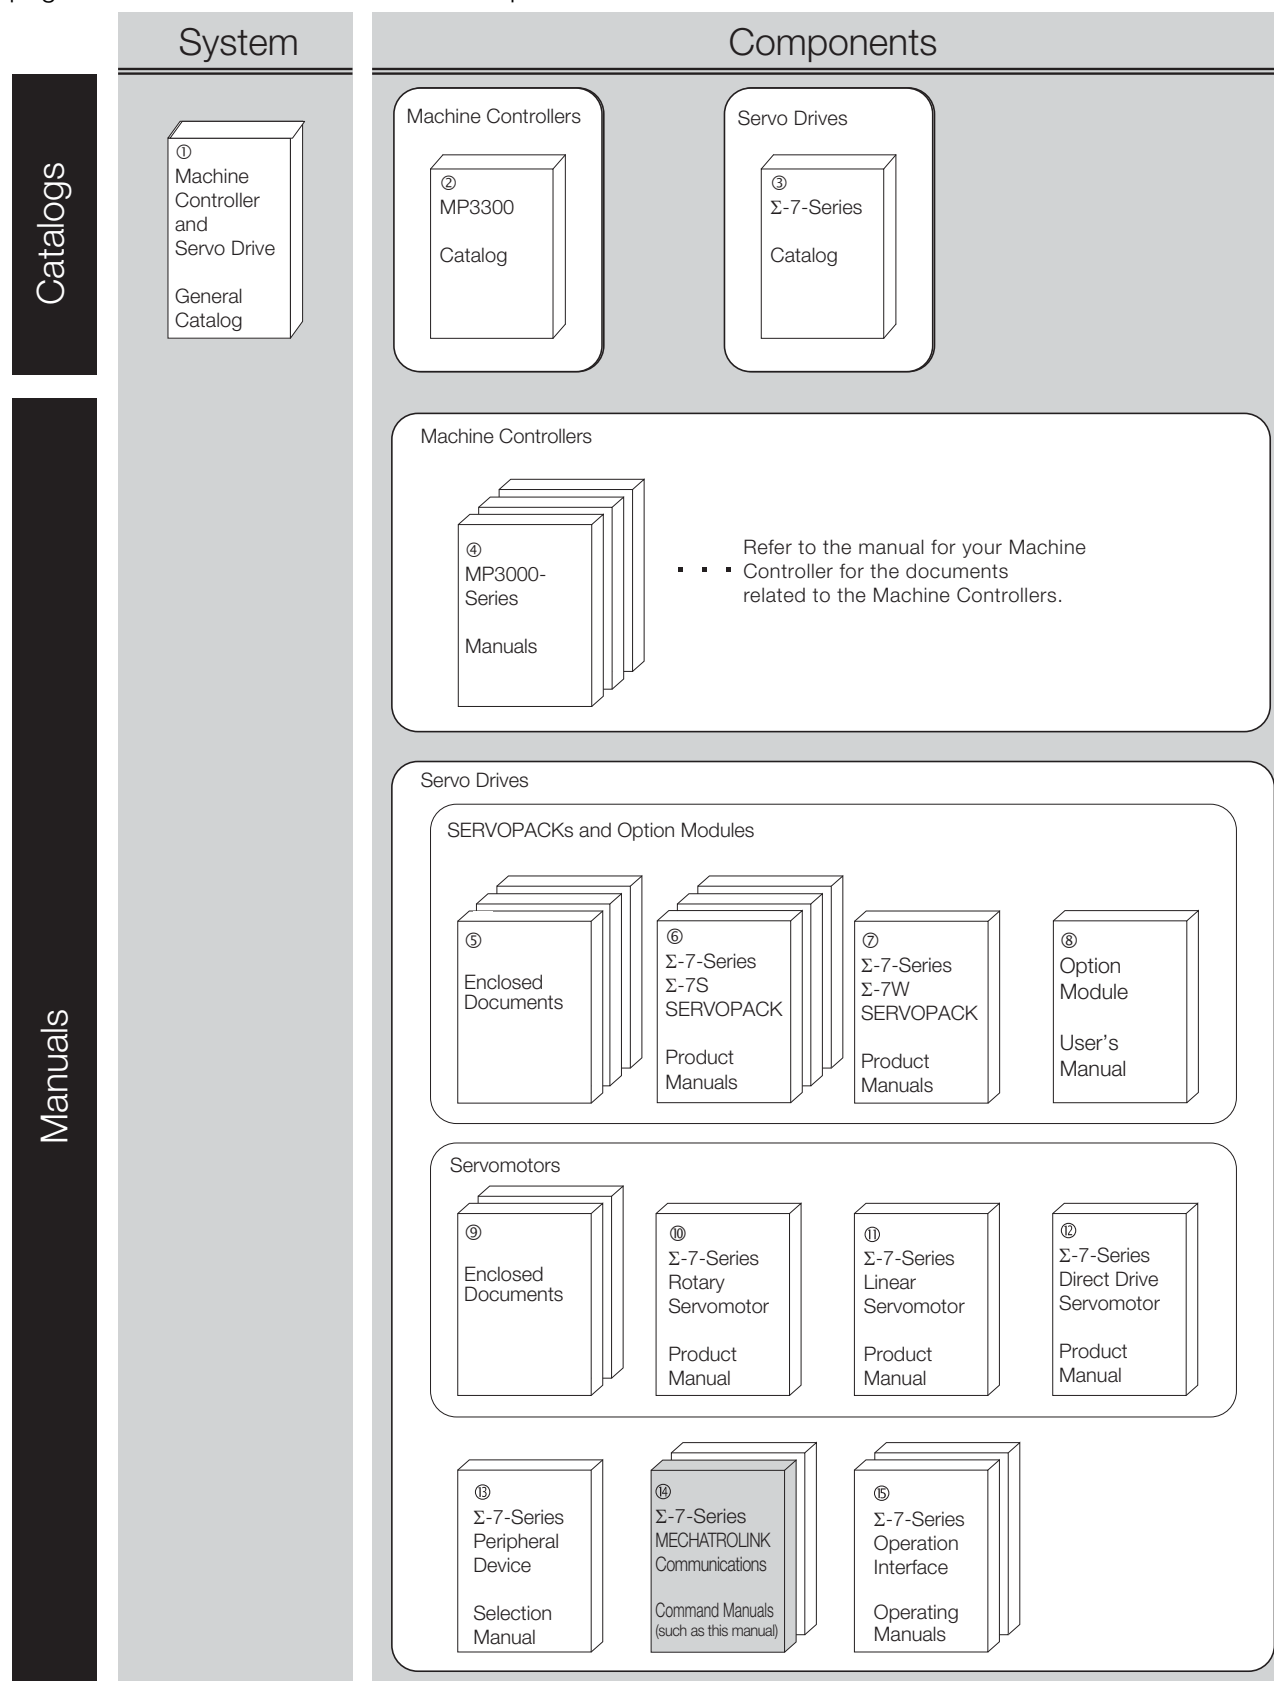 System
Components
Catalogs
①
Machine
Controller
and
Servo Drive
General
Catalog
Machine Controllers
②
MP3300
Catalog
Servo Drives
③
Σ-7-Series
Catalog
Manuals
Machine Controllers
④
MP3000-
Series
Manuals
Refer to the manual for your Machine
Controller for the documents
related to the Machine Controllers.
Servo Drives
SERVOPACKs and Option Modules
⑤
Enclosed
Documents
⑥
Σ-7-Series
Σ-7S
SERVOPACK
Product
Manuals
⑦
Σ-7-Series
Σ-7W
SERVOPACK
Product
Manuals
⑧
Option
Module
User's
Manual
Servomotors
⑨
Enclosed
Documents
⑩
Σ-7-Series
Rotary
Servomotor
Product
Manual
⑪
Σ-7-Series
Linear
Servomotor
Product
Manual
⑫
Σ-7-Series
Direct Drive
Servomotor
Product
Manual
⑬
Σ-7-Series
Peripheral
Device
Selection
Manual
⑭
Σ-7-Series
MECHATROLINK
Communications
Command Manuals
(such as this manual)
⑮
Σ-7-Series
Operation
Interface
Operating
Manuals